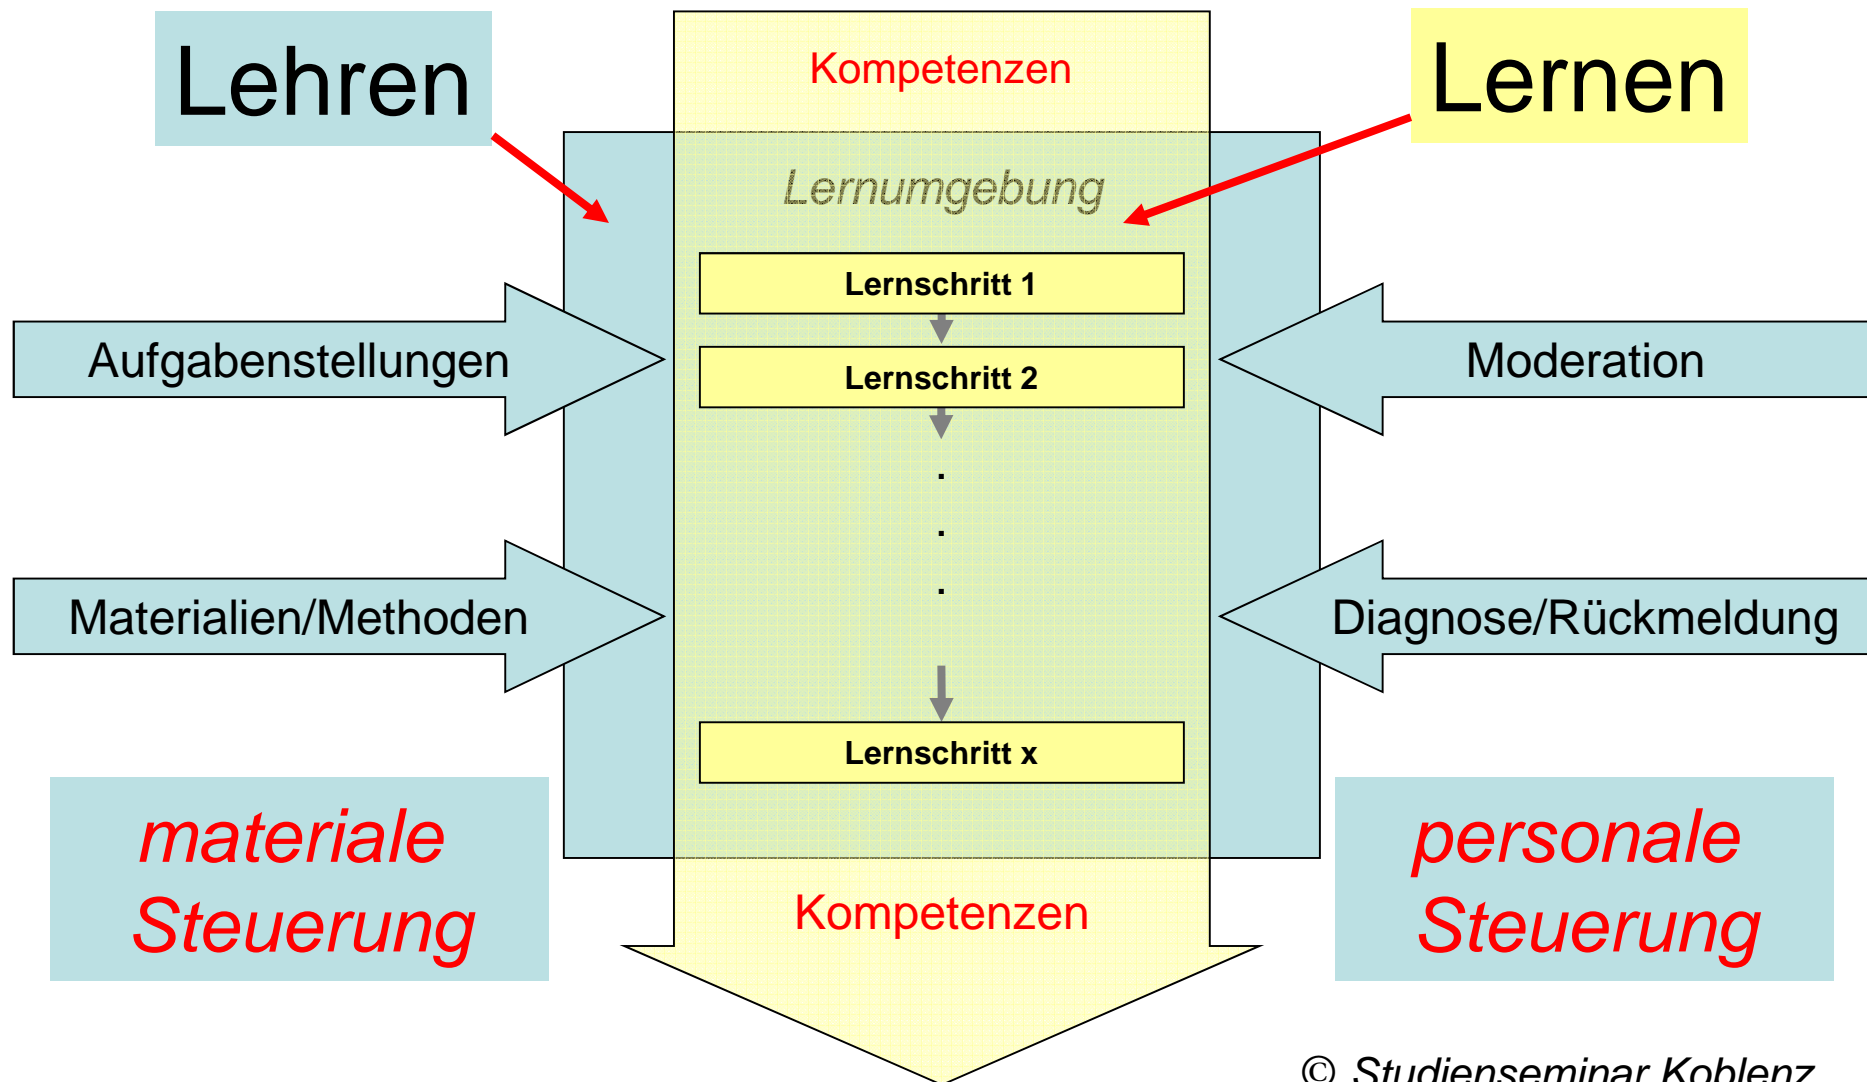 Lehren
Kompetenzen
Lernen
Lernumgebung
Lernschritt 1
Aufgabenstellungen
Lernschritt 2
Moderation
.
.
.
Materialien/Methoden
Diagnose/Rückmeldung
Lernschritt x
materiale
Steuerung
personale
Steuerung
Kompetenzen
© Studienseminar Koblenz